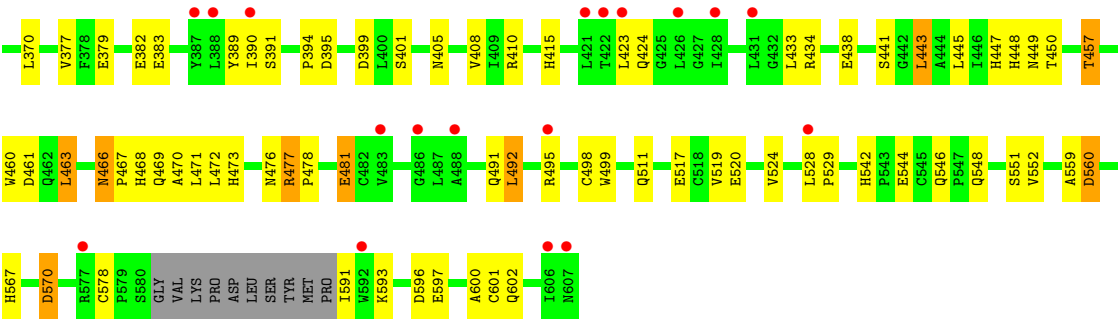 L370 V377 F378 E379 E382 E383 Y387 L388 Y389 I390 S391 P394 D395 D399 L400 S401 N405 V408 I409 R410 H415 L421 T422 L423 Q424 G425 L426 G427 I428 L431 G432 L433 R434 E438 S441 G442 L443 A444 L445 I446 H447 H448 N449 T450 T457
W460 D461 Q462 L463 N466 P467 H468 Q469 A470 L471 L472 H473 N476 R477 P478 E481 C482 V483 G486 L487 A488 Q491 L492 R495 C498 W499 Q511 E517 C518 V519 E520 V524 L528 P529 H542 P543 E544 C545 Q546 P547 Q548 S551 V552 A559 D560
H567 D570 R577 C578 P579 S580 GLY VAL LYS PRO ASP LEU SER TYR MET PRO I591 W592 K593 D596 E597 A600 C601 Q602 I606 N607